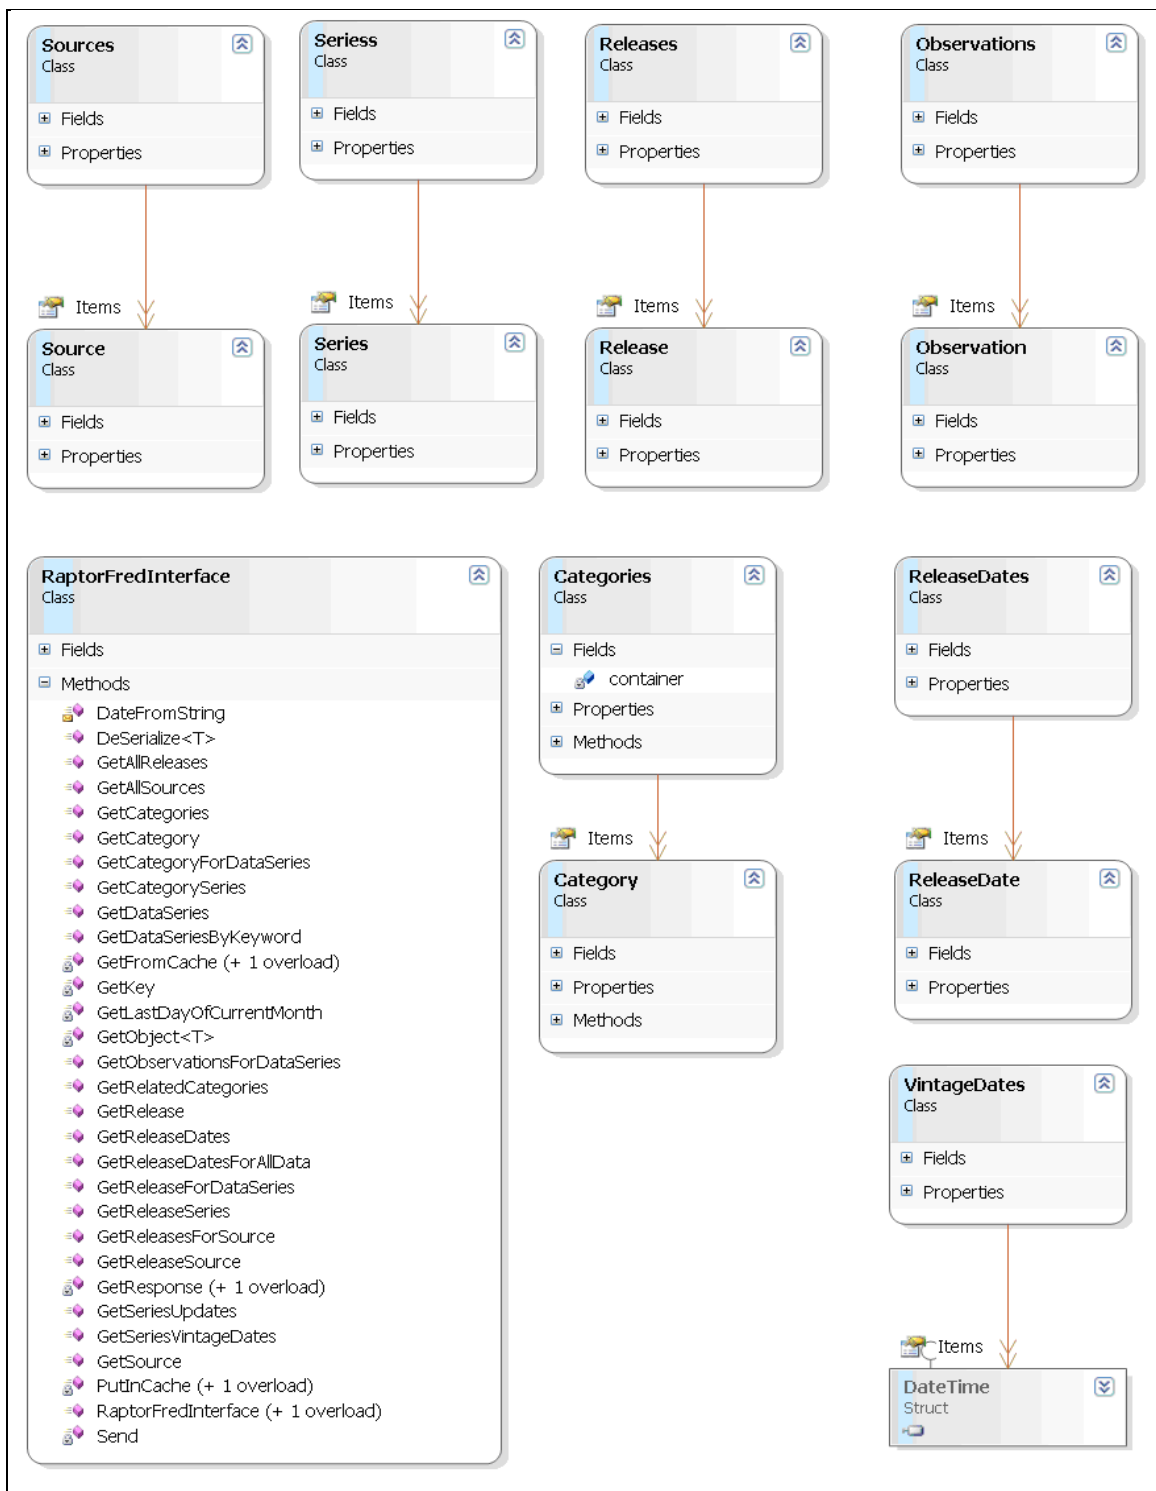 Sources
Class
Fields
Properties
Items
Source
Class
Fields
Properties
Seriess
Class
Fields
Properties
Items
Series
Class
Fields
Properties
Releases
Class
Fields
Properties
Items
Release
Class
Fields
Properties
Observations
Class
Fields
Properties
Items
Observation
Class
Fields
Properties
RaptorFredInterface
Class
Fields
Methods
DateFromString
DeSerialize<T>
GetAllReleases
GetAllSources
GetCategories
GetCategory
GetCategoryForDataSeries
GetCategorySeries
GetDataSeries
GetDataSeriesByKeyword
GetFromCache (+ 1 overload)
GetKey
GetLastDayOfCurrentMonth
GetObject<T>
GetObservationsForDataSeries
GetRelatedCategories
GetRelease
GetReleaseDates
GetReleaseDatesForAllData
GetReleaseForDataSeries
GetReleaseSeries
GetReleasesForSource
GetReleaseSource
GetResponse (+ 1 overload)
GetSeriesUpdates
GetSeriesVintageDates
GetSource
PutInCache (+ 1 overload)
RaptorFredInterface (+ 1 overload)
Send
Categories
Class
Fields
container
Properties
Methods
Items
Category
Class
Fields
Properties
Methods
ReleaseDates
Class
Fields
Properties
Items
ReleaseDate
Class
Fields
Properties
VintageDates
Class
Fields
Properties
Items
DateTime
Struct